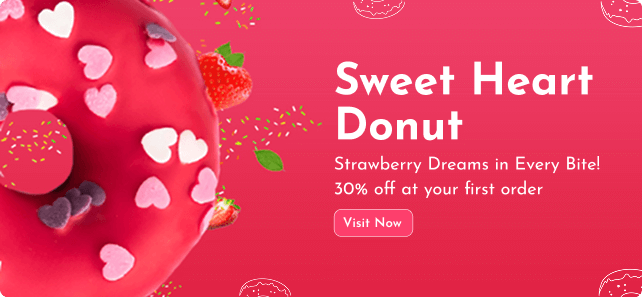 Sweet Heart
Donut
Strawberry Dreams in Every Bite!
30% off at your first order
Visit Now